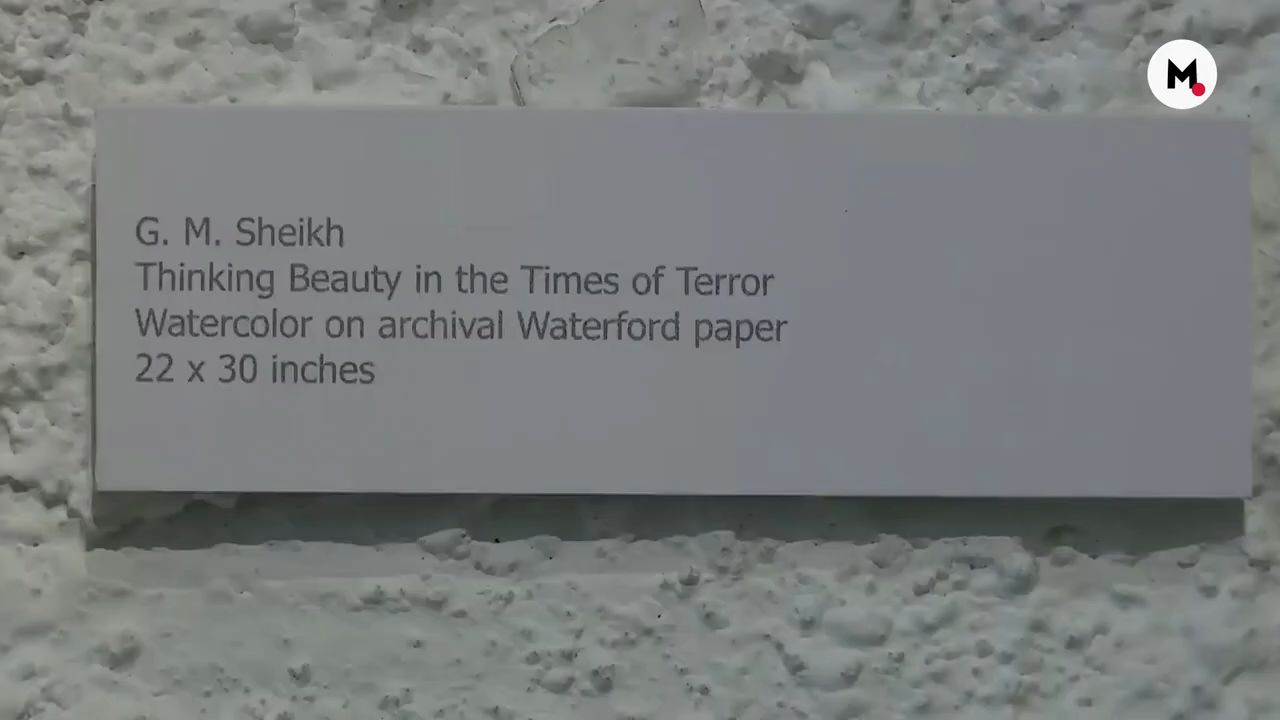 M.
G. M. Sheikh
Thinking Beauty in the Times of Terror
Watercolor on archival Waterford paper
22 x 30 inches